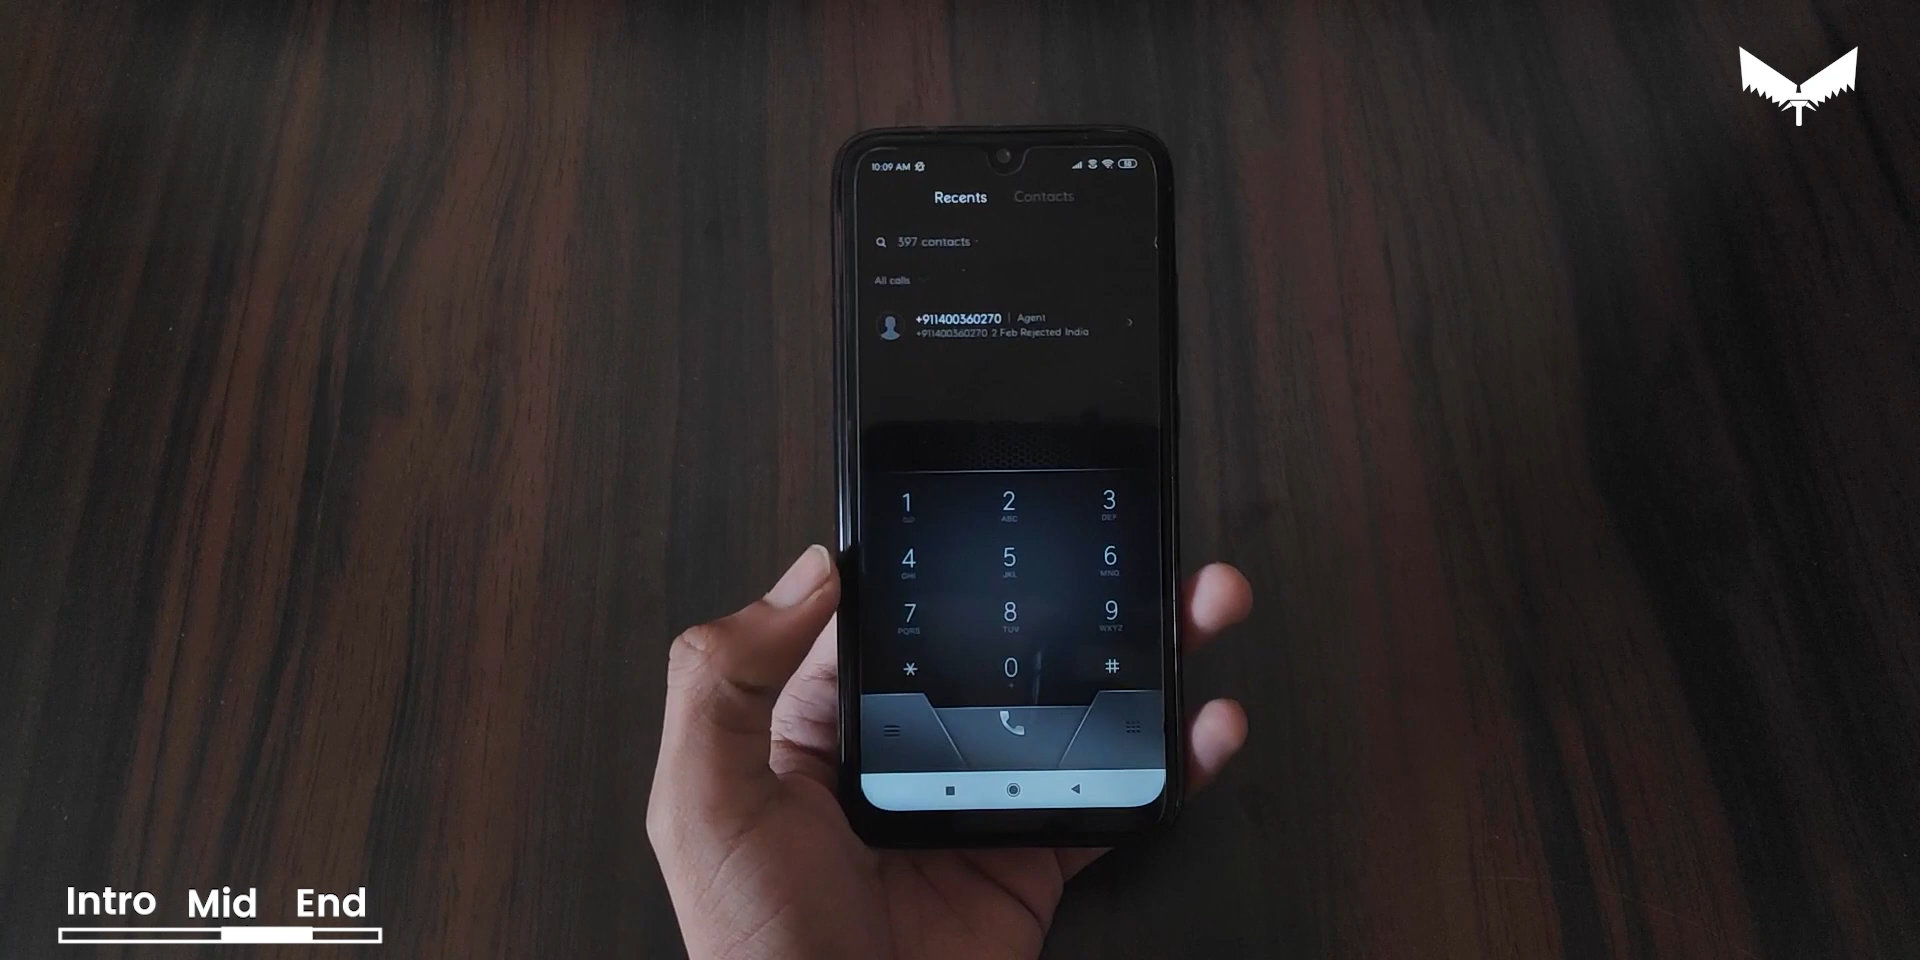 10:09 AM
58
Recents Contacts
397 contacts
All calls
+911400360270 | Agent
+911400360270 2 Feb Rejected India
1 2 3
ABC DEF
4 5 6
GHI JKL MNO
7 8 9
PQRS TUV WXYZ
* 0 #
+
Intro Mid End